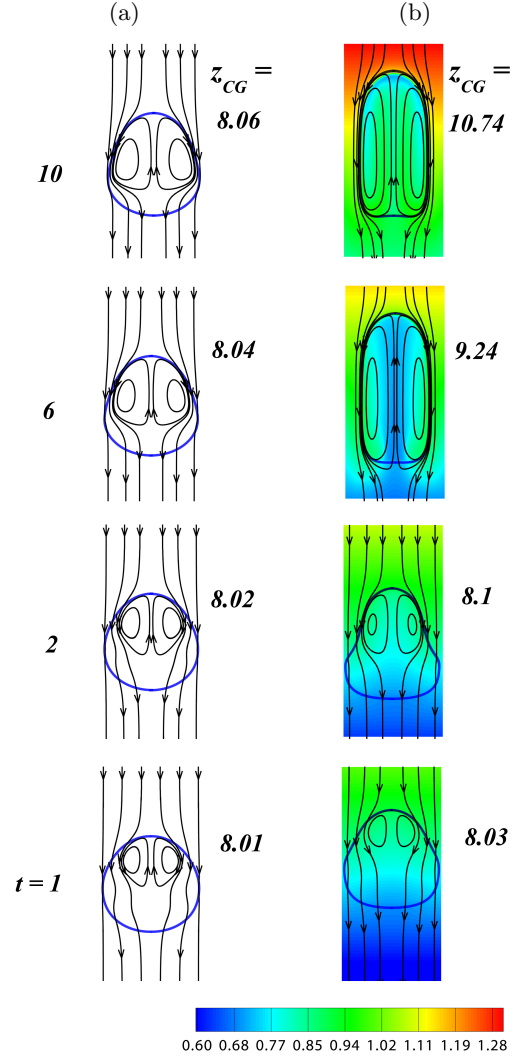 (a) (b)
z_CG = z_CG =
8.06 10.74
10
8.04 9.24
6
8.02 8.1
2
8.01 8.03
t = 1
0.60 0.68 0.77 0.85 0.94 1.02 1.11 1.19 1.28